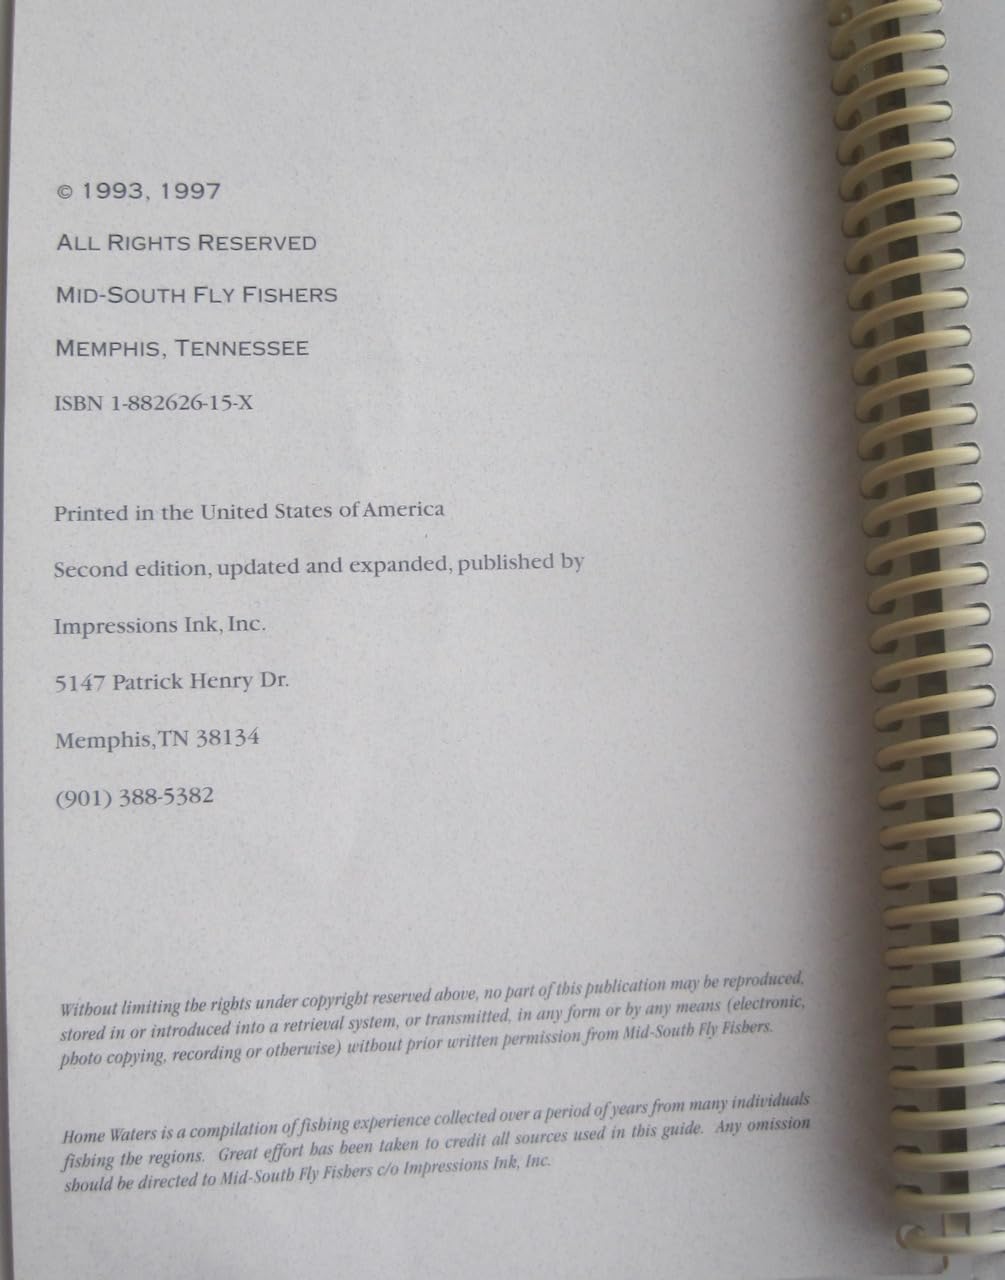 © 1993, 1997
ALL RIGHTS RESERVED
MID-SOUTH FLY FISHERS
MEMPHIS, TENNESSEE
ISBN 1-882626-15-X
Printed in the United States of America
Second edition, updated and expanded, published by
Impressions Ink, Inc.
5147 Patrick Henry Dr.
Memphis, TN 38134
(901) 388-5382
Without limiting the rights under copyright reserved above, no part of this publication may be reproduced,
stored in or introduced into a retrieval system, or transmitted, in any form or by any means (electronic,
photo copying, recording or otherwise) without prior written permission from Mid-South Fly Fishers.
Home Waters is a compilation of fishing experience collected over a period of years from many individuals
fishing the regions. Great effort has been taken to credit all sources used in this guide. Any omission
should be directed to Mid-South Fly Fishers c/o Impressions Ink, Inc.